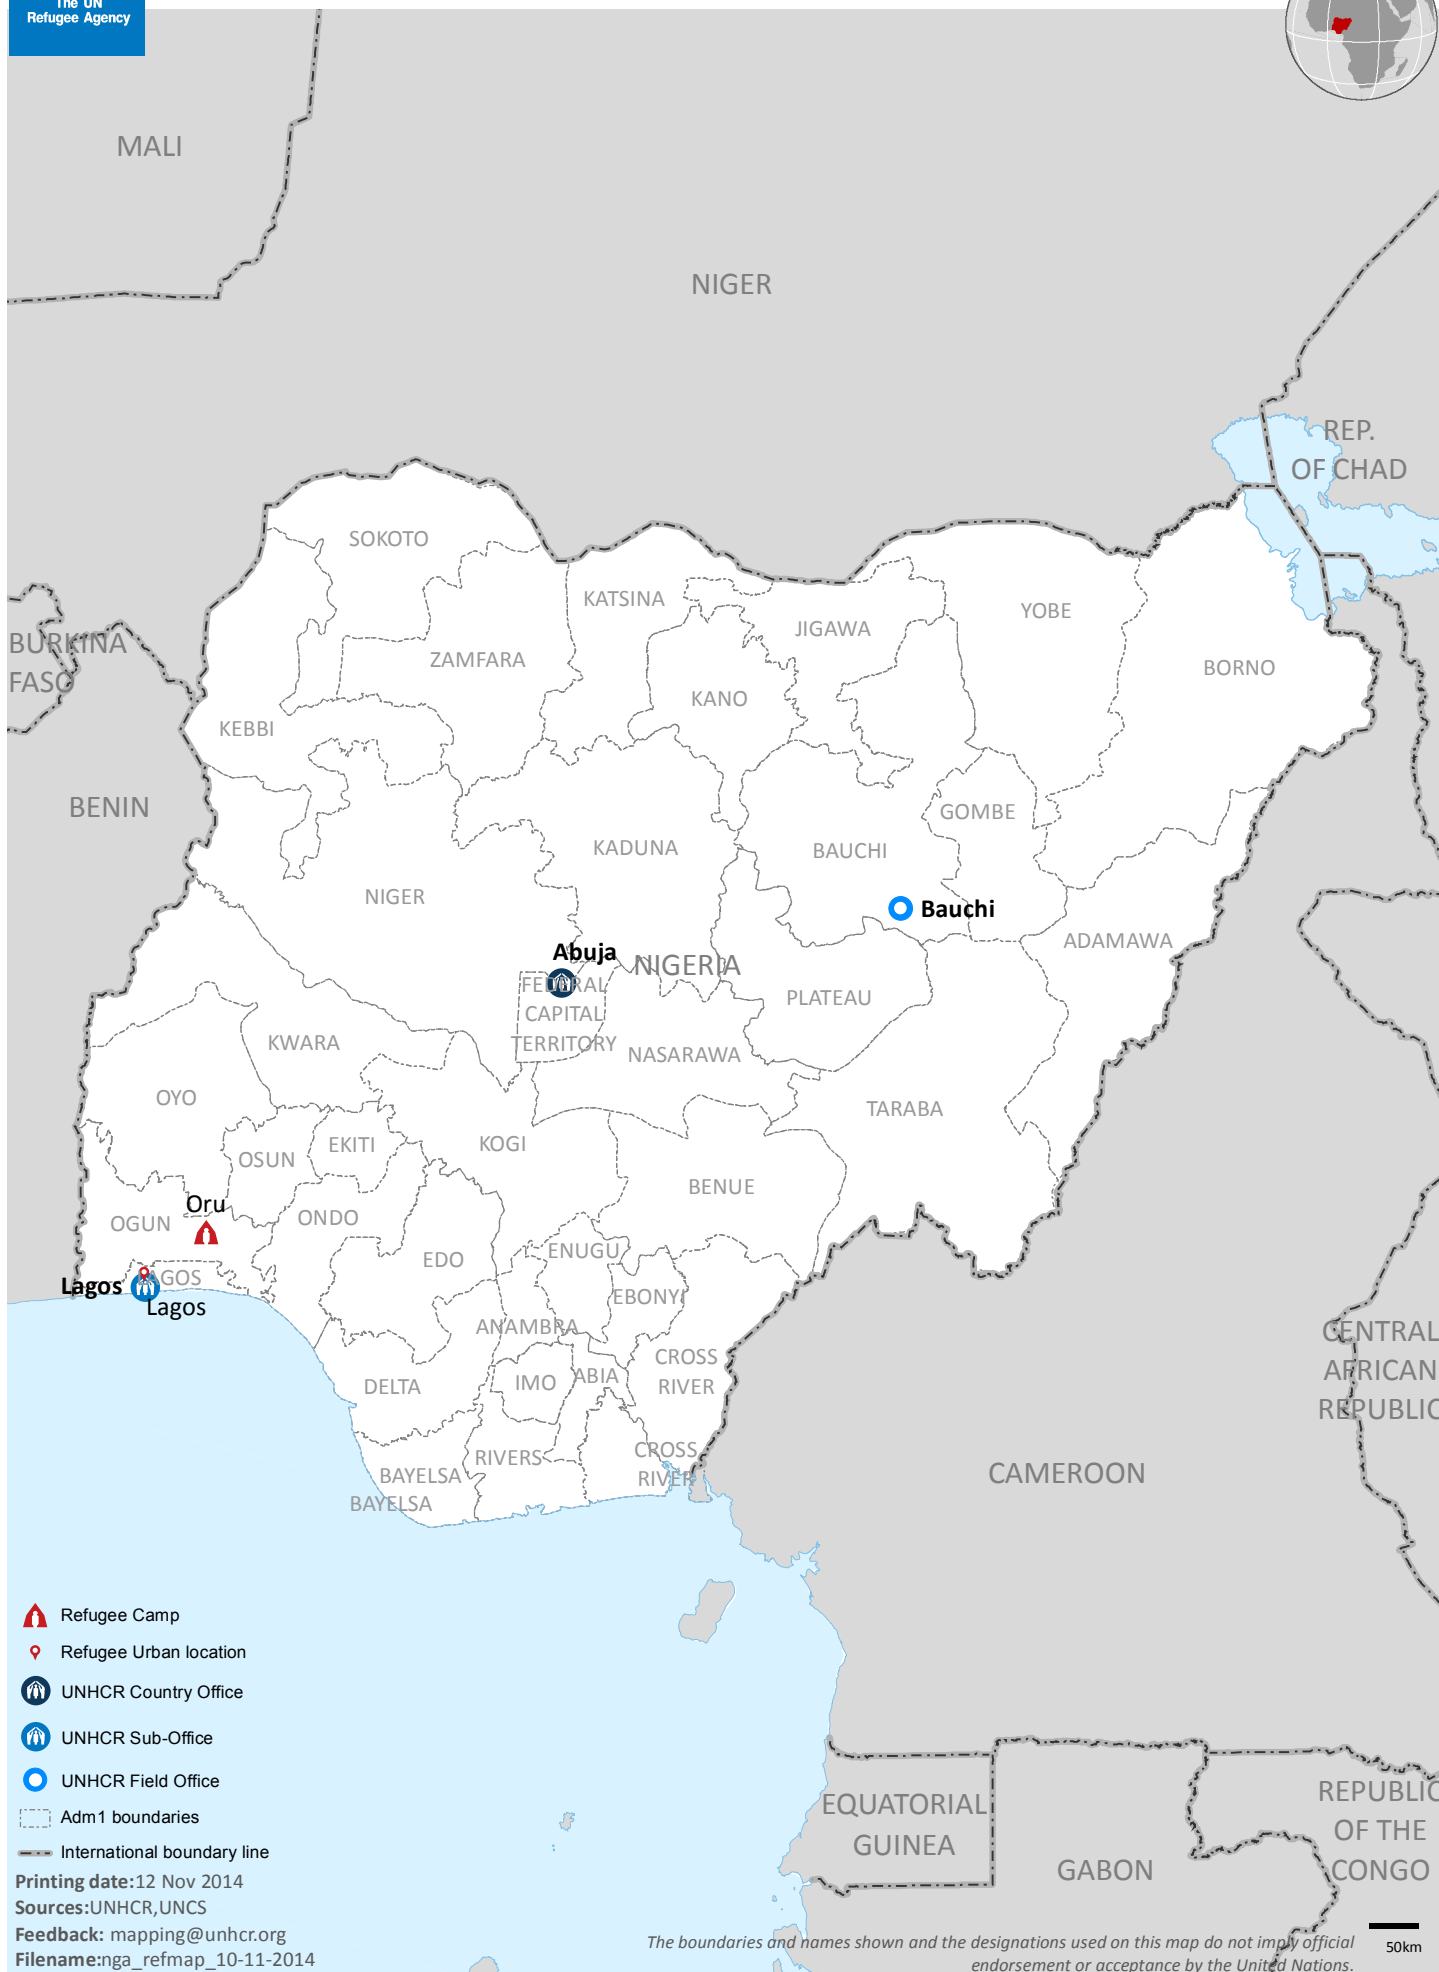 The UN
Refugee Agency
MALI
NIGER
REP.
OF CHAD
SOKOTO
KATSINA
YOBE
JIGAWA
BURKINA
FASO
ZAMFARA
BORNO
KANO
KEBBI
BENIN
GOMBE
KADUNA
BAUCHI
NIGER
Bauchi
ADAMAWA
Abuja
NIGERIA
FEDERAL
CAPITAL
TERRITORY
PLATEAU
KWARA
NASARAWA
OYO
TARABA
KOGI
EKITI
OSUN
BENUE
Oru
OGUN
ONDO
EDO
ENUGU
LAGOS
Lagos
Lagos
EBONYI
ANAMBRA
CROSS
RIVER
CENTRAL
AFRICAN
REPUBLIC
DELTA
IMO
ABIA
RIVERS
CROSS
RIVER
BAYELSA
BAYELSA
CAMEROON
Refugee Camp
Refugee Urban location
UNHCR Country Office
UNHCR Sub-Office
UNHCR Field Office
Adm1 boundaries
International boundary line
EQUATORIAL
GUINEA
GABON
REPUBLIC
OF THE
CONGO
Printing date:12 Nov 2014
Sources:UNHCR,UNCS
Feedback: mapping@unhcr.org
Filename:nga_refmap_10-11-2014
The boundaries and names shown and the designations used on this map do not imply official
endorsement or acceptance by the United Nations.
50km